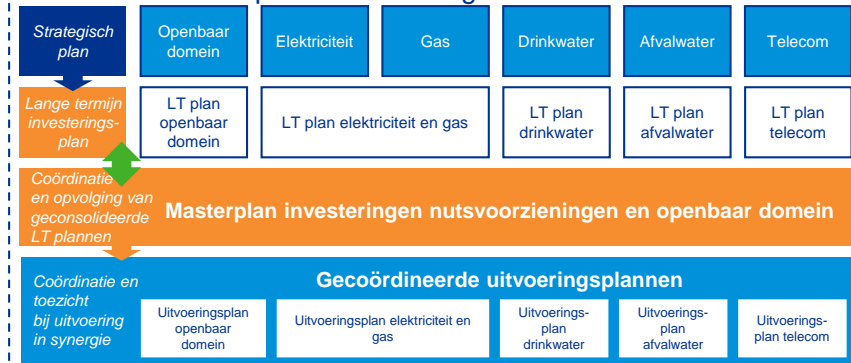 Strategisch
plan
Openbaar
domein
Elektriciteit
Gas
Drinkwater
Afvalwater
Telecom
Lange termijn
investerings-
plan
LT plan
openbaar
domein
LT plan elektriciteit en gas
LT plan
drinkwater
LT plan
afvalwater
LT plan
telecom
Coördinatie
en opvolging van
geconsolideerde
LT plannen
Masterplan investeringen nutsvoorzieningen en openbaar domein
Coördinatie en
toezicht
bij uitvoering
in synergie
Gecoördineerde uitvoeringsplannen
Uitvoeringsplan
openbaar
domein
Uitvoeringsplan elektriciteit en
gas
Uitvoerings-
plan
drinkwater
Uitvoerings-
plan
afvalwater
Uitvoerings-
plan telecom